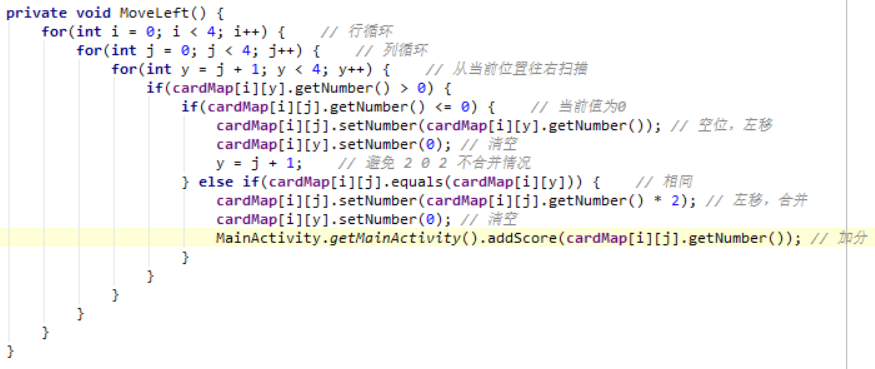 private void MoveLeft() {
    for(int i = 0; i < 4; i++) {    // 行循环
        for(int j = 0; j < 4; j++) {    // 列循环
            for(int y = j + 1; y < 4; y++) {    // 从当前位置往右扫描
                if(cardMap[i][y].getNumber() > 0) {
                    if(cardMap[i][j].getNumber() <= 0) {    // 当前值为0
                        cardMap[i][j].setNumber(cardMap[i][y].getNumber()); // 空位，左移
                        cardMap[i][y].setNumber(0); // 清空
                        y = j + 1;    // 避免 2 0 2 不合并情况
                    } else if(cardMap[i][j].equals(cardMap[i][y])) {    // 相同
                        cardMap[i][j].setNumber(cardMap[i][j].getNumber() * 2); // 左移，合并
                        cardMap[i][y].setNumber(0); // 清空
                        MainActivity.getMainActivity().addScore(cardMap[i][j].getNumber()); // 加分
                    }
                }
            }
        }
    }
}